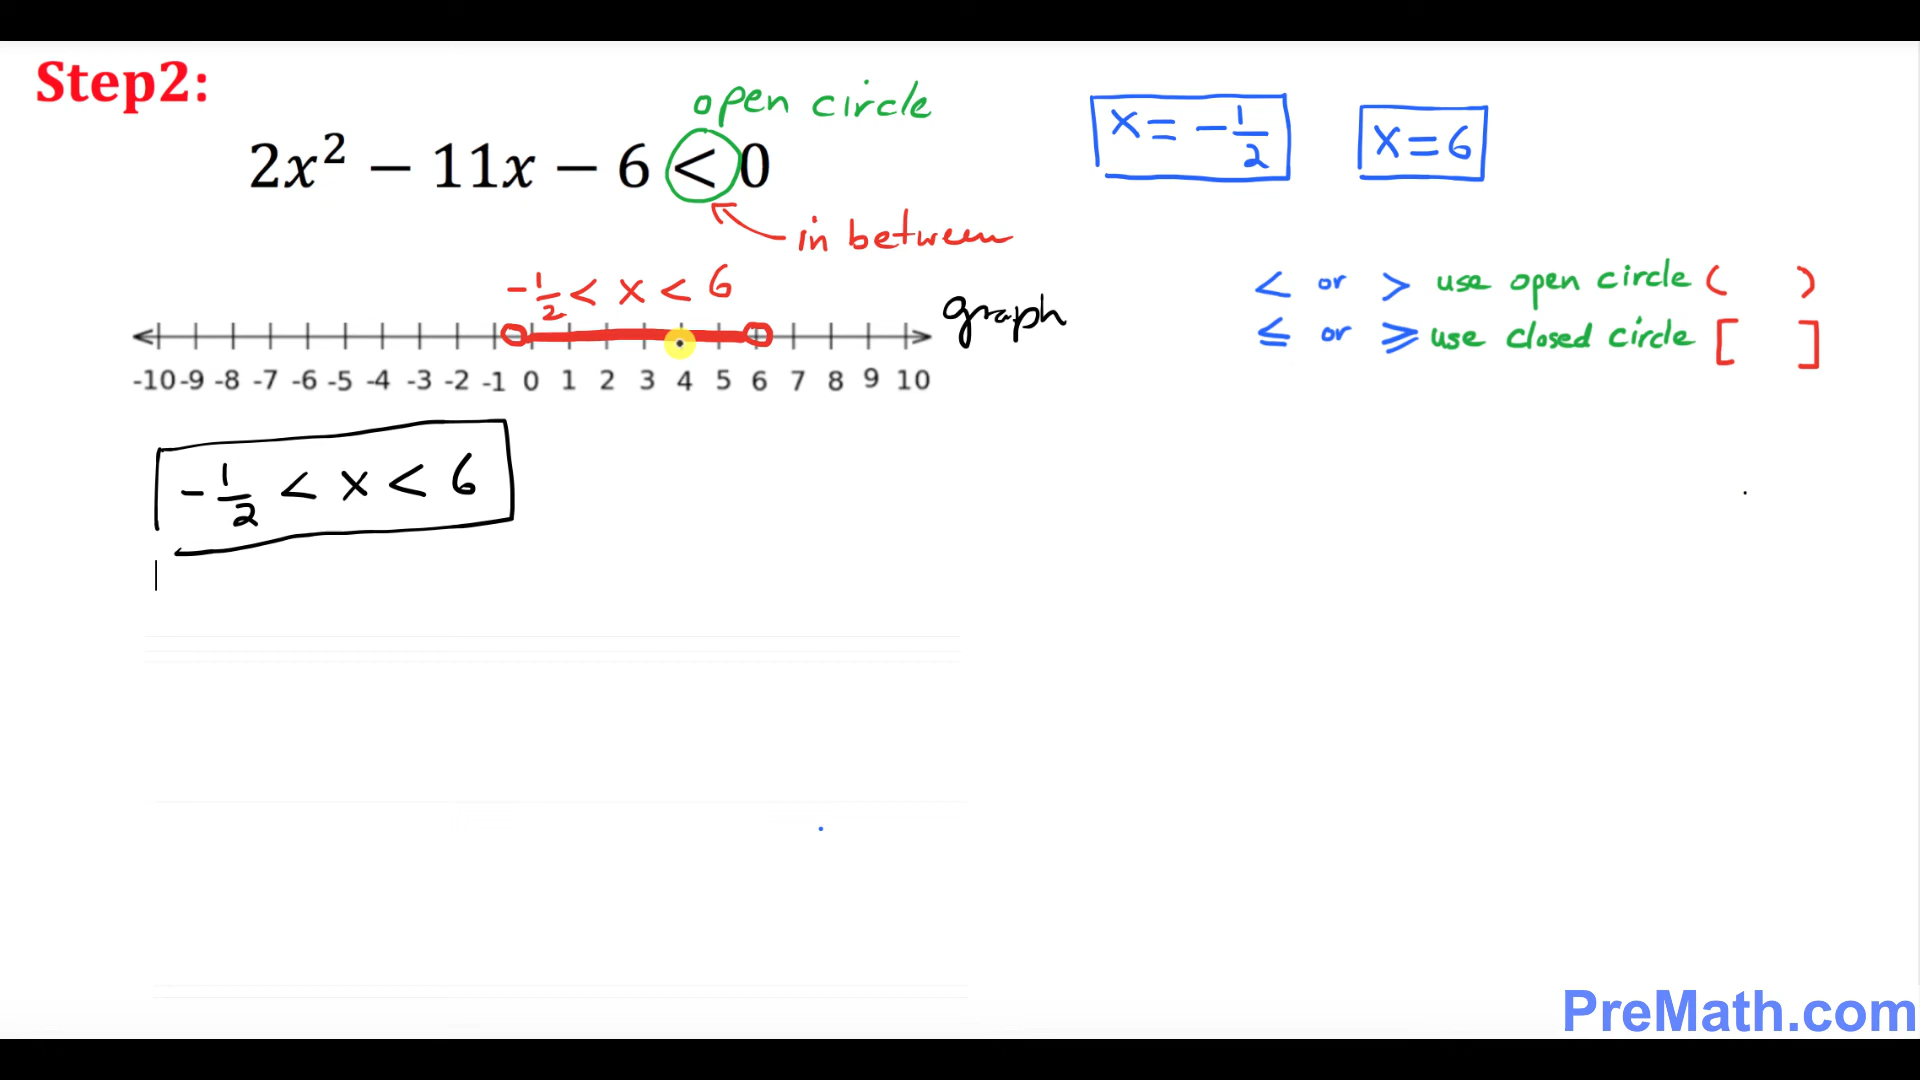 Step2:
open circle
2x² − 11x − 6 < 0
x = -1/2
x = 6
in between
-1/2 < x < 6
graph
< or > use open circle ( )
≤ or ≥ use closed circle [ ]
-10 -9 -8 -7 -6 -5 -4 -3 -2 -1 0 1 2 3 4 5 6 7 8 9 10
-1/2 < x < 6
PreMath.com